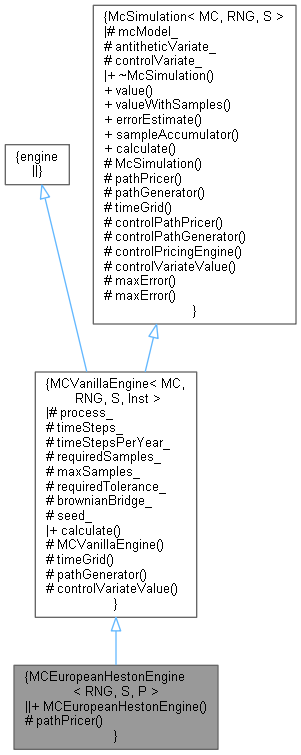 {McSimulation< MC, RNG, S >
|# mcModel_
# antitheticVariate_
# controlVariate_
|+ ~McSimulation()
+ value()
+ valueWithSamples()
+ errorEstimate()
+ sampleAccumulator()
+ calculate()
# McSimulation()
# pathPricer()
# pathGenerator()
# timeGrid()
# controlPathPricer()
# controlPathGenerator()
# controlPricingEngine()
# controlVariateValue()
# maxError()
# maxError()
}
{engine
||}
{MCVanillaEngine< MC,
RNG, S, Inst >
|# process_
# timeSteps_
# timeStepsPerYear_
# requiredSamples_
# maxSamples_
# requiredTolerance_
# brownianBridge_
# seed_
|+ calculate()
# MCVanillaEngine()
# timeGrid()
# pathGenerator()
# controlVariateValue()
}
{MCEuropeanHestonEngine
< RNG, S, P >
||+ MCEuropeanHestonEngine()
# pathPricer()
}